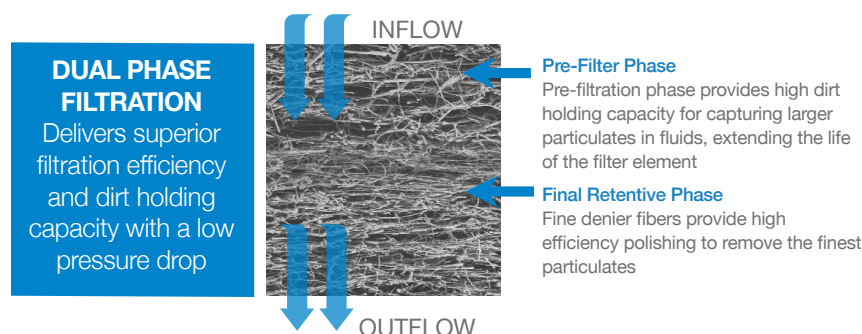 DUAL PHASE
FILTRATION
Delivers superior
filtration efficiency
and dirt holding
capacity with a low
pressure drop
INFLOW
Pre-Filter Phase
Pre-filtration phase provides high dirt
holding capacity for capturing larger
particulates in fluids, extending the life
of the filter element
Final Retentive Phase
Fine denier fibers provide high
efficiency polishing to remove the finest
particulates
OUTFLOW